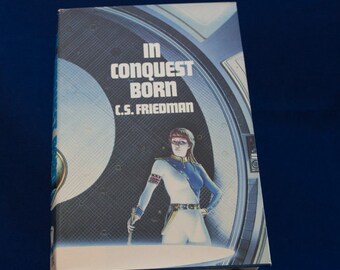 IN
CONQUEST
BORN
C.S. FRIEDMAN